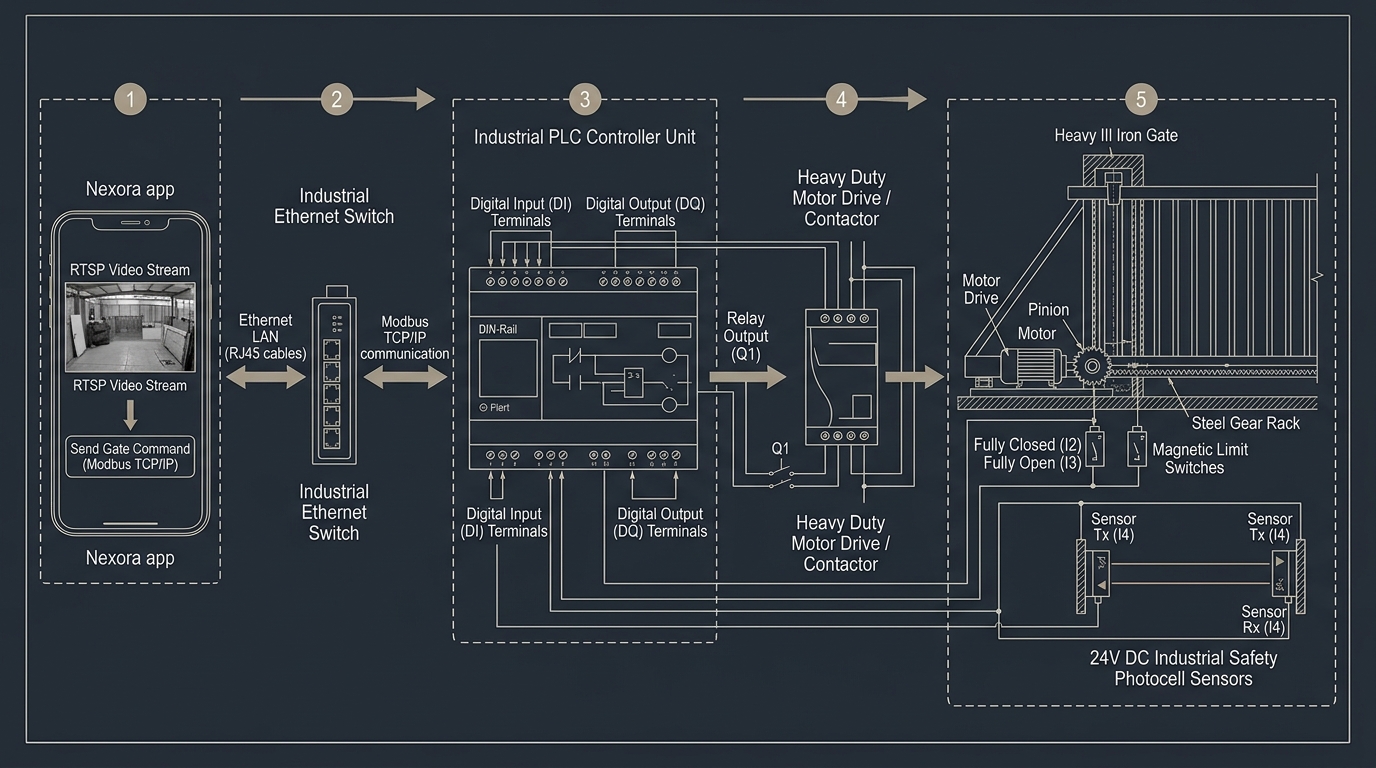 1
2
3
4
5
Nexora app
RTSP Video Stream
RTSP Video Stream
Send Gate Command
(Modbus TCP/IP)
Nexora app
Industrial
Ethernet Switch
Ethernet
LAN
(RJ45 cables)
Modbus
TCP/IP
communication
Industrial
Ethernet
Switch
Industrial PLC Controller Unit
Digital Input (DI)
Terminals
Digital Output (DQ)
Terminals
DIN-Rail
Plert
Digital Input
(DI) Terminals
Digital Output
(DQ) Terminals
Relay
Output
(Q1)
Q1
Heavy Duty
Motor Drive /
Contactor
Heavy Duty
Motor Drive /
Contactor
Heavy III Iron Gate
Motor
Drive
Pinion
Motor
Steel Gear Rack
Fully Closed (I2)
Fully Open (I3)
Magnetic Limit
Switches
Sensor
Tx (I4)
Sensor
Tx (I4)
Sensor
Rx (I4)
24V DC Industrial Safety
Photocell Sensors